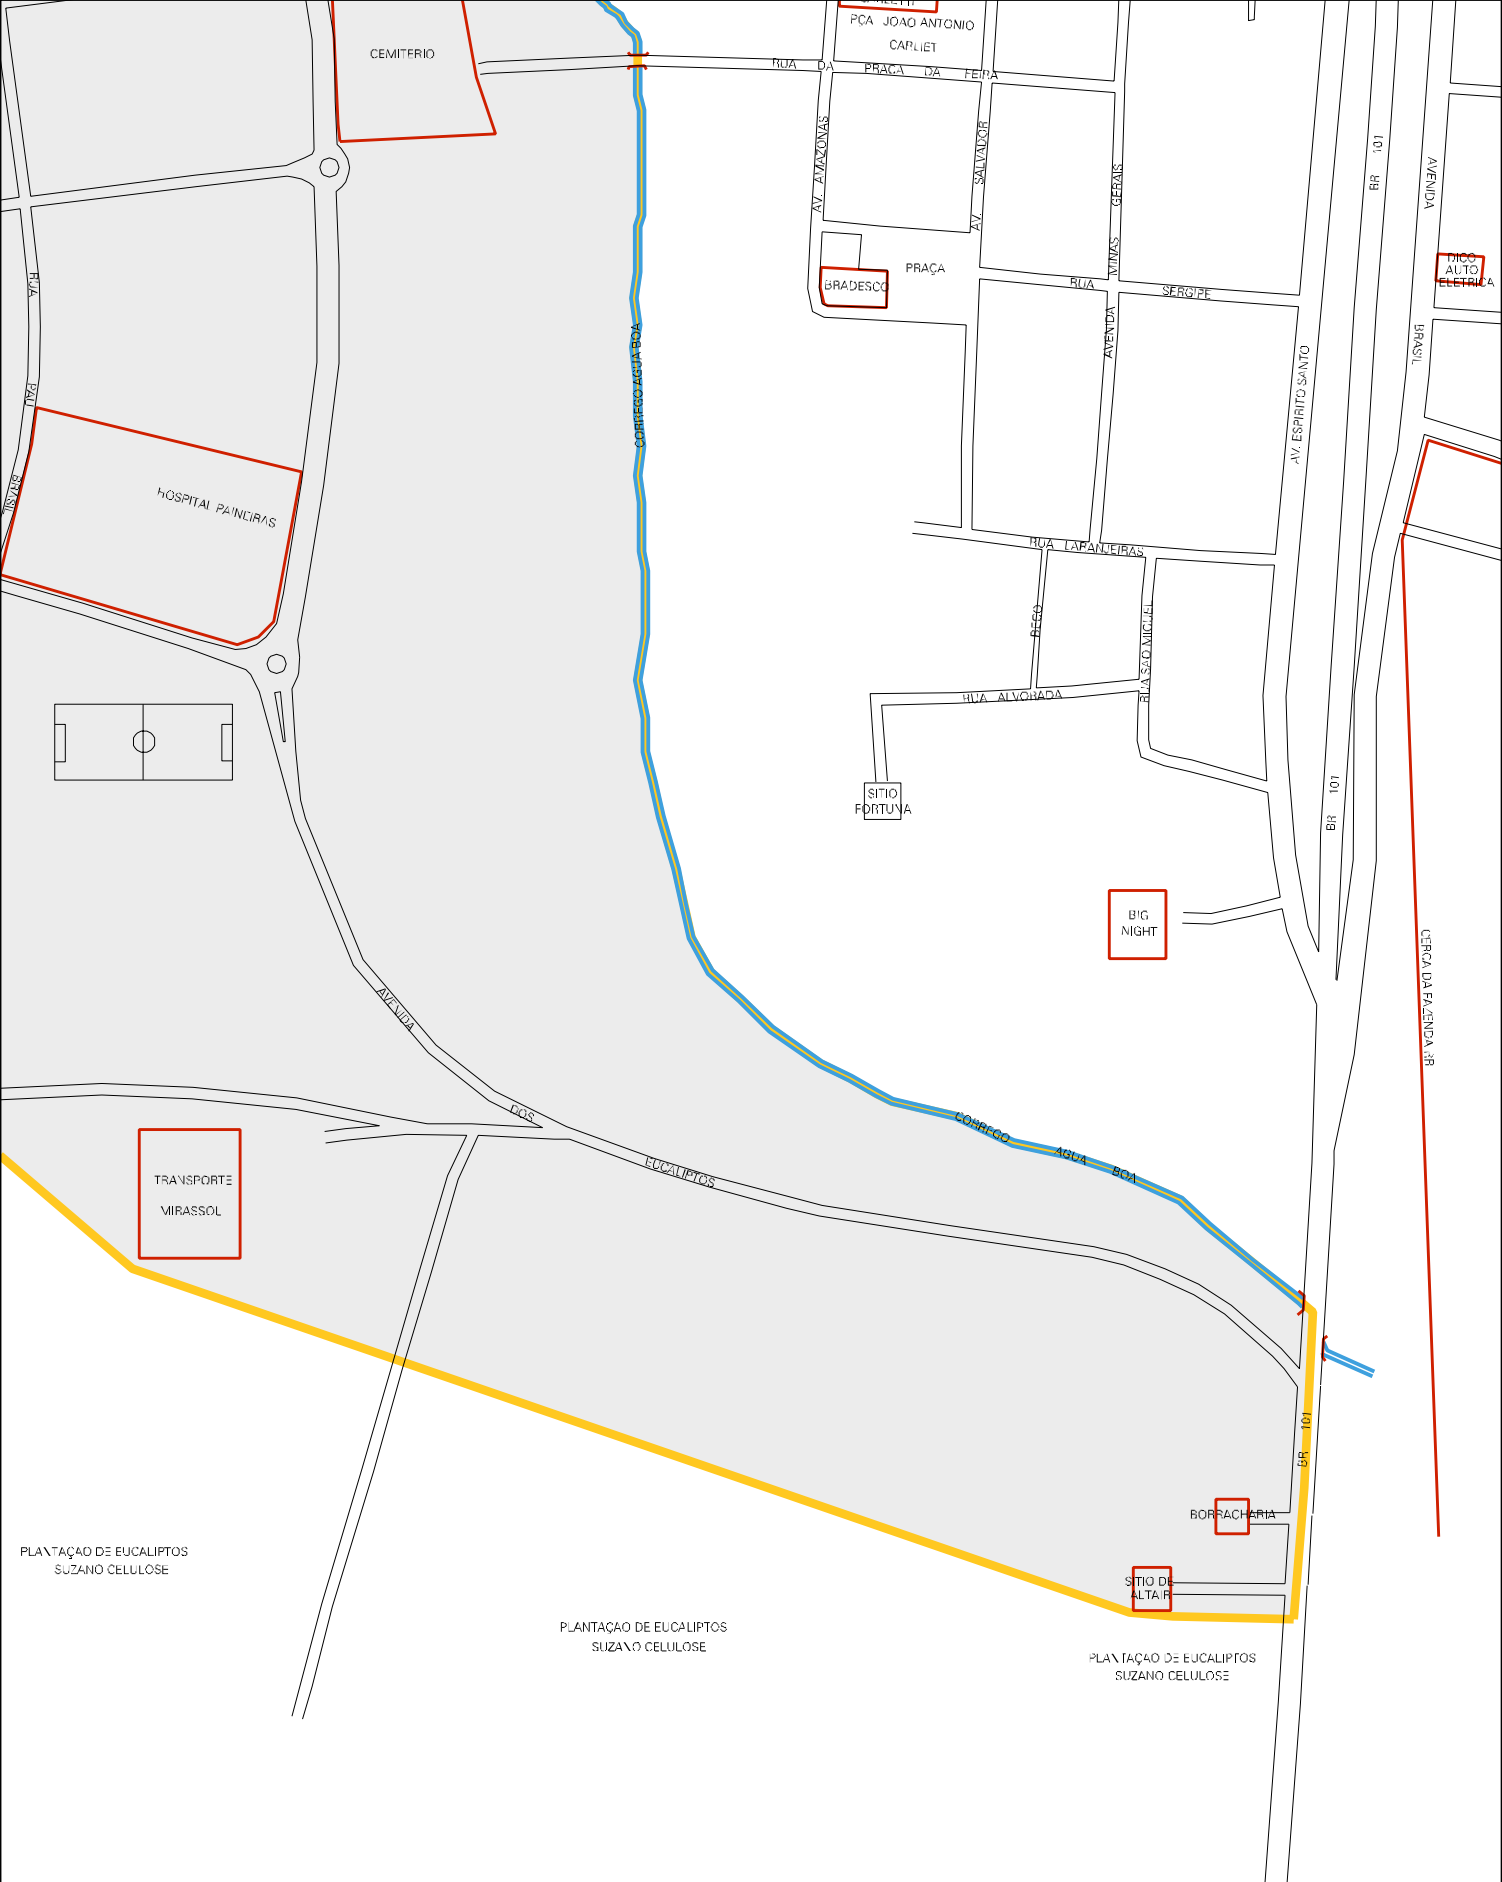 PÇA JOAO ANTONIO
CARLIET
CEMITERIO
RUA DA PRAÇA DA FEIRA
AV. AMAZONAS
AV. SALVADOR
AVENIDA MINAS GERAIS
BR 101
AVENIDA BRASIL
PRAÇA
BRADESCO
RUA SERGIPE
DICO
AUTO
ELETRICA
RUA PAU BRASIL
CORREGO AGUA BOA
AV. ESPIRITO SANTO
HOSPITAL PAINEIRAS
RUA LARANJEIRAS
BECO
RUA SAO MIGUEL
RUA ALVORADA
SITIO
FORTUNA
BR 101
BIG
NIGHT
CERCA DA FAZENDA RR
AVENIDA DOS EUCALIPTOS
CORREGO AGUA BOA
TRANSPORTE
MIRASSOL
BR 101
BORRACHARIA
SITIO DE
ALTAIR
PLANTAÇAO DE EUCALIPTOS
SUZANO CELULOSE
PLANTAÇAO DE EUCALIPTOS
SUZANO CELULOSE
PLANTAÇAO DE EUCALIPTOS
SUZANO CELULOSE